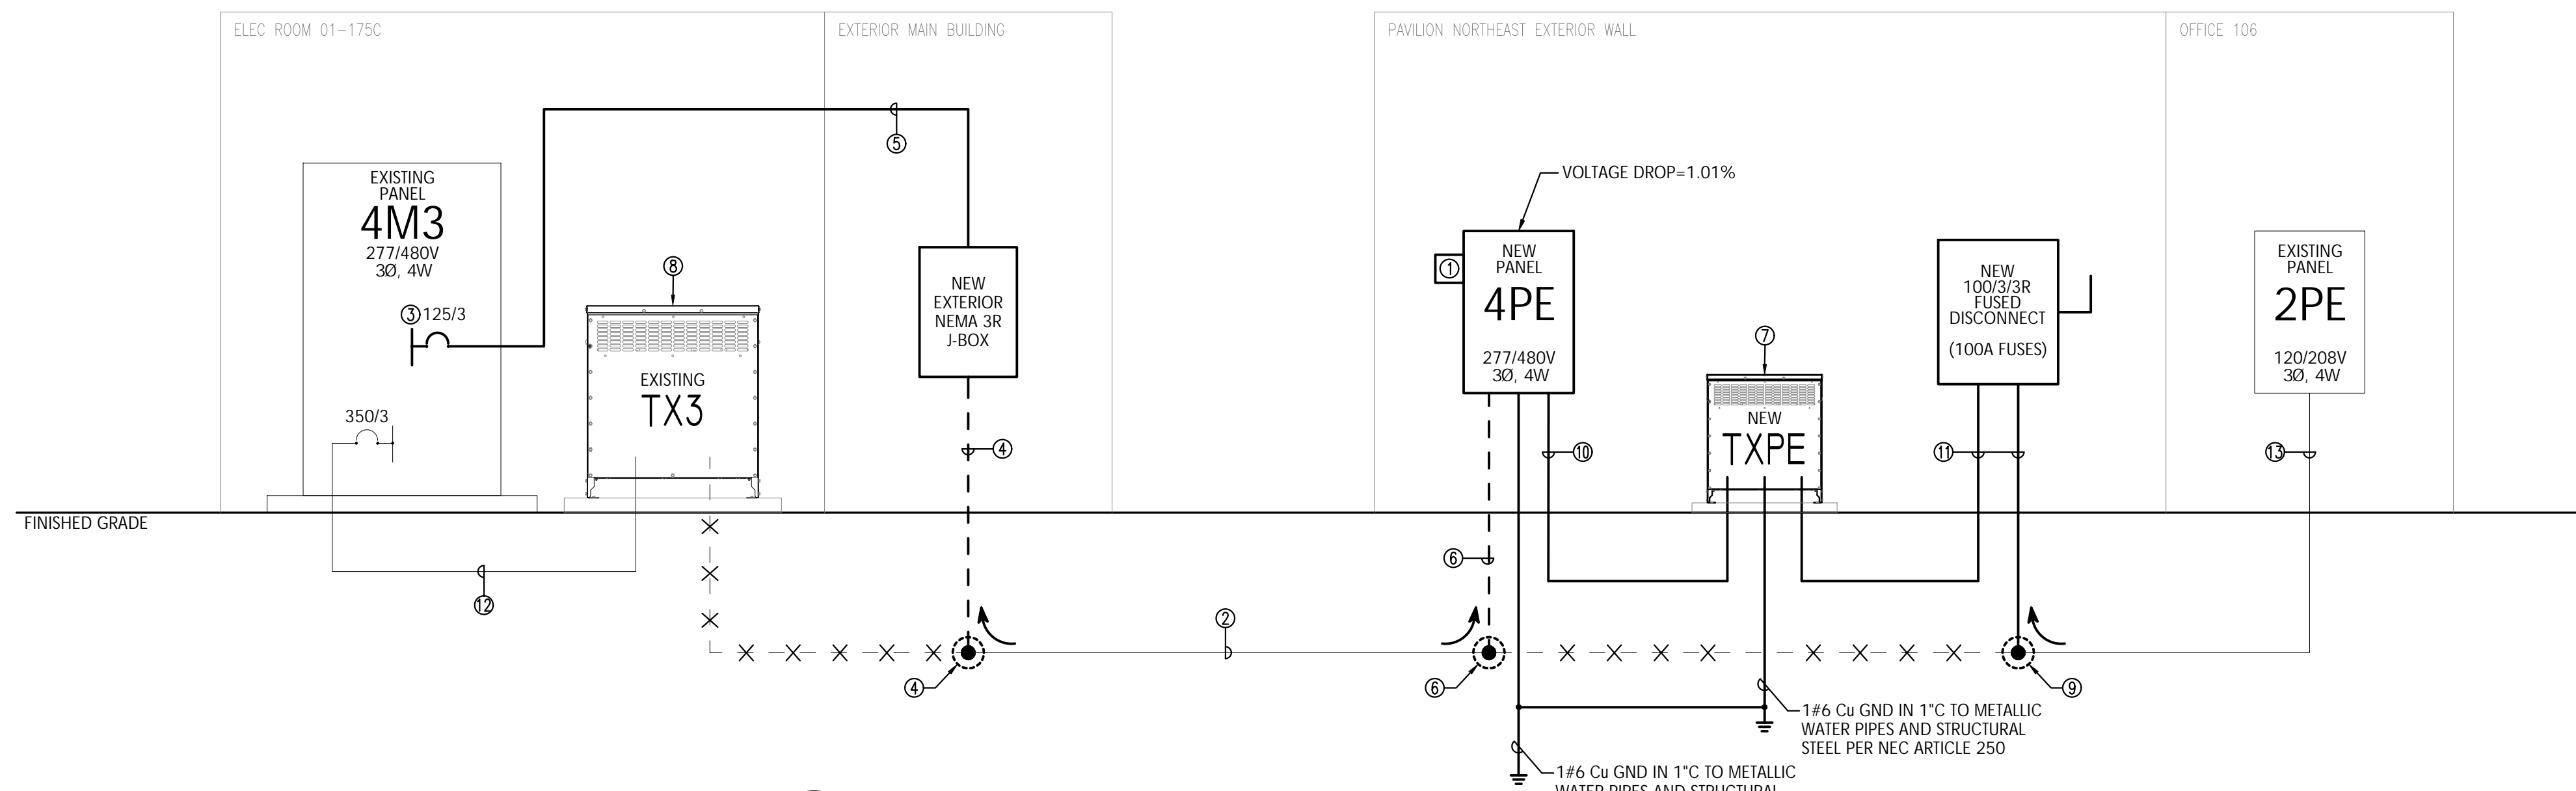 ELEC ROOM 01-175C
EXTERIOR MAIN BUILDING
PAVILION NORTHEAST EXTERIOR WALL
OFFICE 106
5
EXISTING
PANEL
4M3
277/480V
3Ø, 4W
3 125/3
350/3
8
EXISTING
TX3
NEW
EXTERIOR
NEMA 3R
J-BOX
4
VOLTAGE DROP=1.01%
1
NEW
PANEL
4PE
277/480V
3Ø, 4W
10
7
NEW
TXPE
NEW
100/3/3R
FUSED
DISCONNECT
(100A FUSES)
11
EXISTING
PANEL
2PE
120/208V
3Ø, 4W
13
FINISHED GRADE
12
6
2
4
6
9
1#6 Cu GND IN 1"C TO METALLIC
WATER PIPES AND STRUCTURAL
STEEL PER NEC ARTICLE 250
1#6 Cu GND IN 1"C TO METALLIC
WATER PIPES AND STRUCTURAL